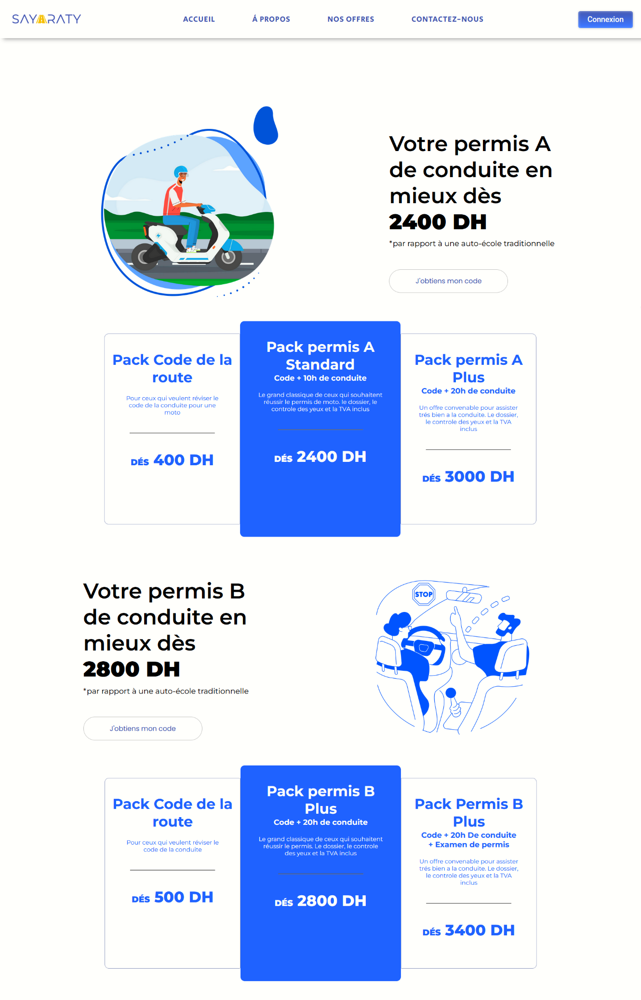 SAYARATY
ACCUEIL
Á PROPOS
NOS OFFRES
CONTACTEZ-NOUS
Connexion
Votre permis A
de conduite en
mieux dès
2400 DH
*par rapport à une auto-école traditionnelle
J'obtiens mon code
Pack Code de la
route
Pour ceux qui veulent réviser le
code de la conduite pour une
moto
DÉS 400 DH
Pack permis A
Standard
Code + 10h de conduite
Le grand classique de ceux qui souhaitent
réussir le permis de moto. le dossier, le
controle des yeux et la TVA inclus
DÉS 2400 DH
Pack permis A
Plus
Code + 20h de conduite
Un offre convenable pour assister
trés bien a la conduite. Le dossier,
le controle des yeux et la TVA
inclus
DÉS 3000 DH
Votre permis B
de conduite en
mieux dès
2800 DH
*par rapport à une auto-école traditionnelle
J'obtiens mon code
STOP
Pack Code de la
route
Pour ceux qui veulent réviser le
code de la conduite
DÉS 500 DH
Pack permis B
Plus
Code + 20h de conduite
Le grand classique de ceux qui souhaitent
réussir le permis. Le dossier, le controle
des yeux et la TVA inclus
DÉS 2800 DH
Pack Permis B
Plus
Code + 20h De conduite
+ Examen de permis
Un offre convenable pour assister
trés bien a la conduite. Le dossier,
le controle des yeux et la TVA
inclus
DÉS 3400 DH